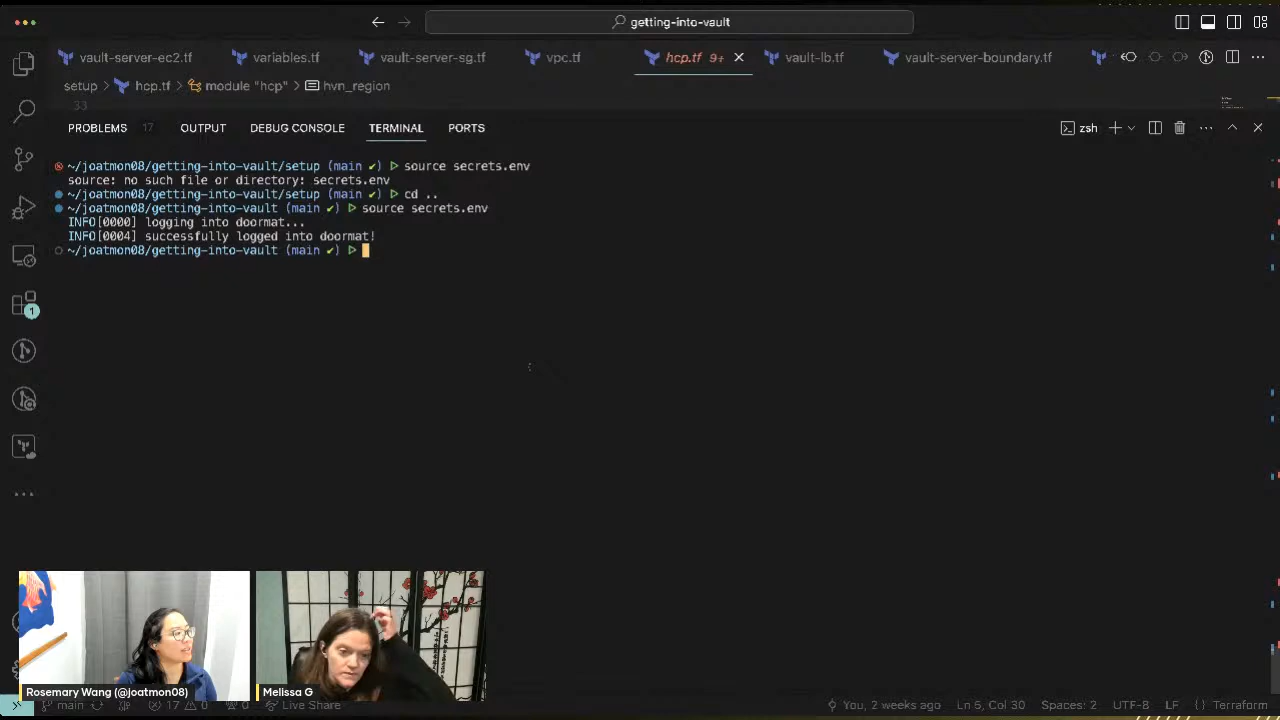 getting-into-vault
vault-server-ec2.tf
variables.tf
vault-server-sg.tf
vpc.tf
hcp.tf 9+
vault-lb.tf
vault-server-boundary.tf
setup > hcp.tf > module "hcp" > hvn_region
33
PROBLEMS 17 OUTPUT DEBUG CONSOLE TERMINAL PORTS
zsh
~/joatmon08/getting-into-vault/setup (main ✔) ▷ source secrets.env
source: no such file or directory: secrets.env
~/joatmon08/getting-into-vault/setup (main ✔) ▷ cd ..
~/joatmon08/getting-into-vault (main ✔) ▷ source secrets.env
INFO[0000] logging into doormat...
INFO[0004] successfully logged into doormat!
~/joatmon08/getting-into-vault (main ✔) ▷
1
Rosemary Wang (@joatmon08)
Melissa G
main 17 0 0 Live Share You, 2 weeks ago Ln 5, Col 30 Spaces: 2 UTF-8 LF {} Terraform